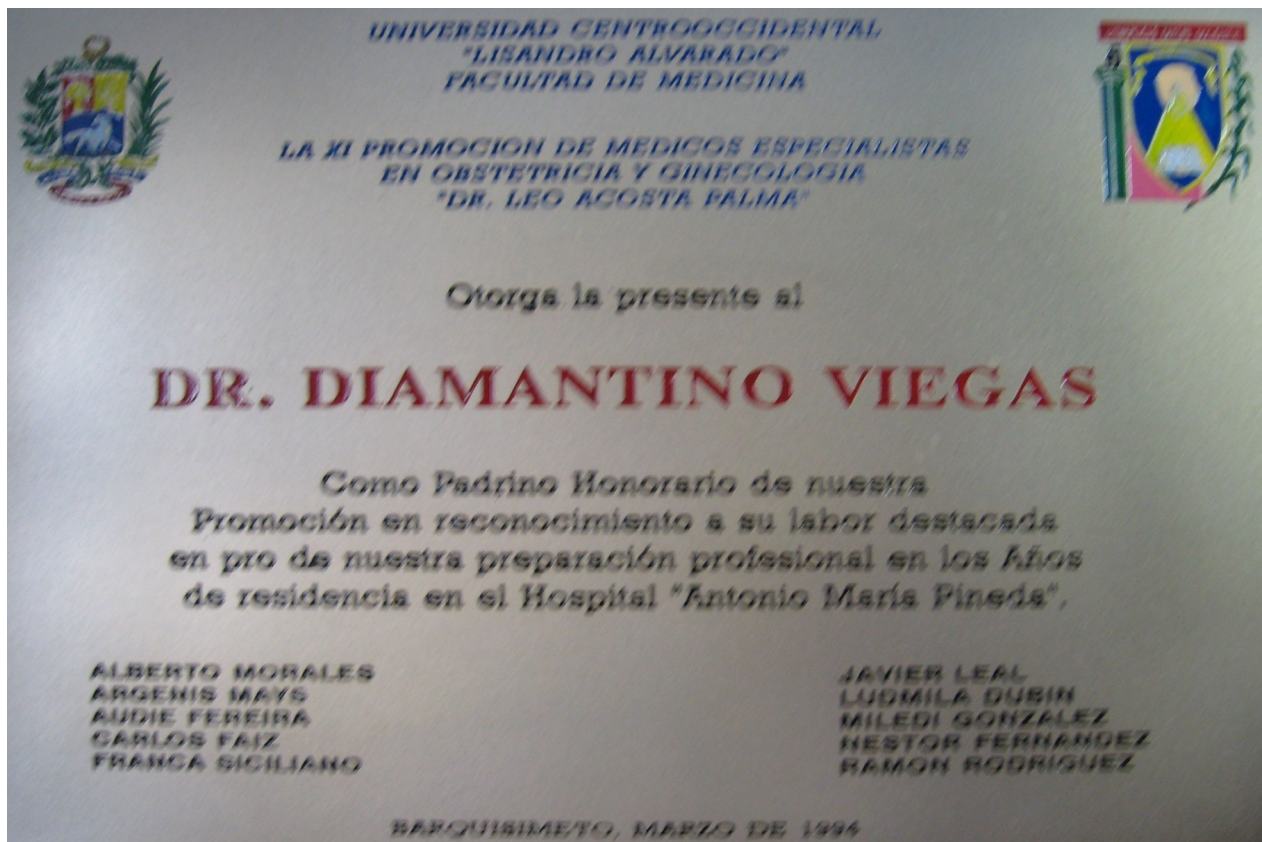 UNIVERSIDAD CENTROOCCIDENTAL
"LISANDRO ALVARADO"
FACULTAD DE MEDICINA
LA XI PROMOCION DE MEDICOS ESPECIALISTAS
EN OBSTETRICIA Y GINECOLOGIA
"DR. LEO ACOSTA PALMA"
Otorga la presente al
DR. DIAMANTINO VIEGAS
Como Padrino Honorario de nuestra
Promoción en reconocimiento a su labor destacada
en pro de nuestra preparación profesional en los Años
de residencia en el Hospital "Antonio María Pineda".
ALBERTO MORALES
ARGENIS MAYS
AUDIE FEREIRA
CARLOS FAIZ
FRANCA SICILIANO
JAVIER LEAL
LUDMILA DUBIN
MILEDI GONZALEZ
NESTOR FERNANDEZ
RAMON RODRIGUEZ
BARQUISIMETO, MARZO DE